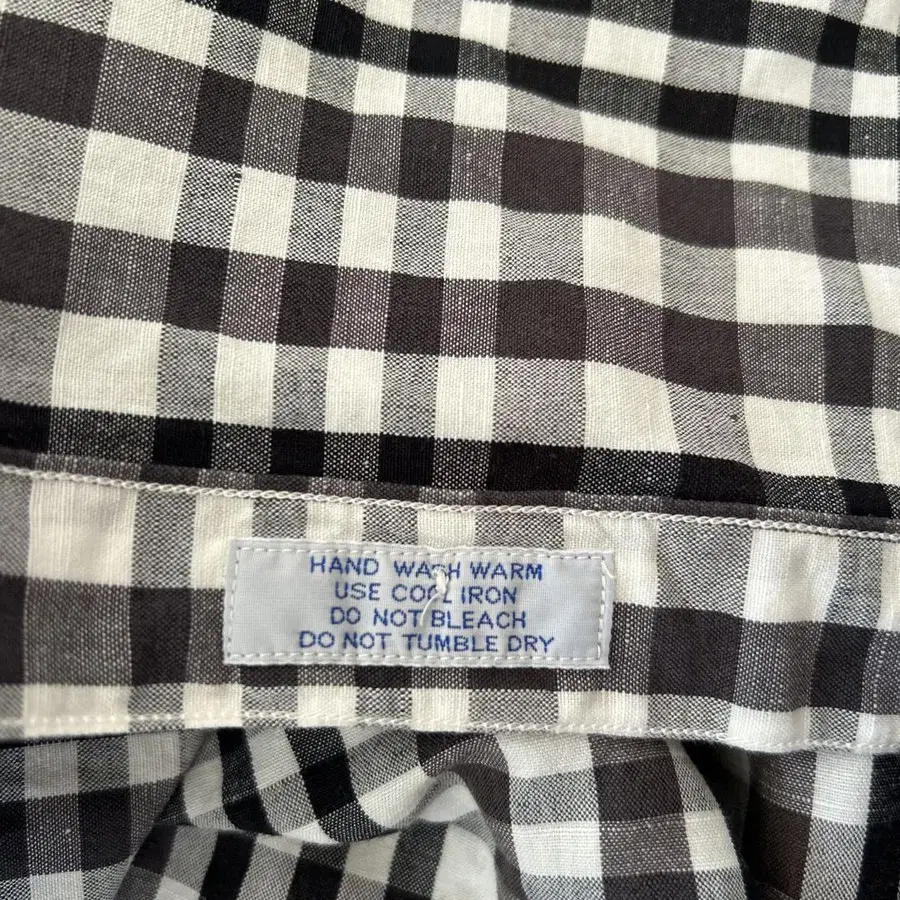 HAND WASH WARM
USE COOL IRON
DO NOT BLEACH
DO NOT TUMBLE DRY